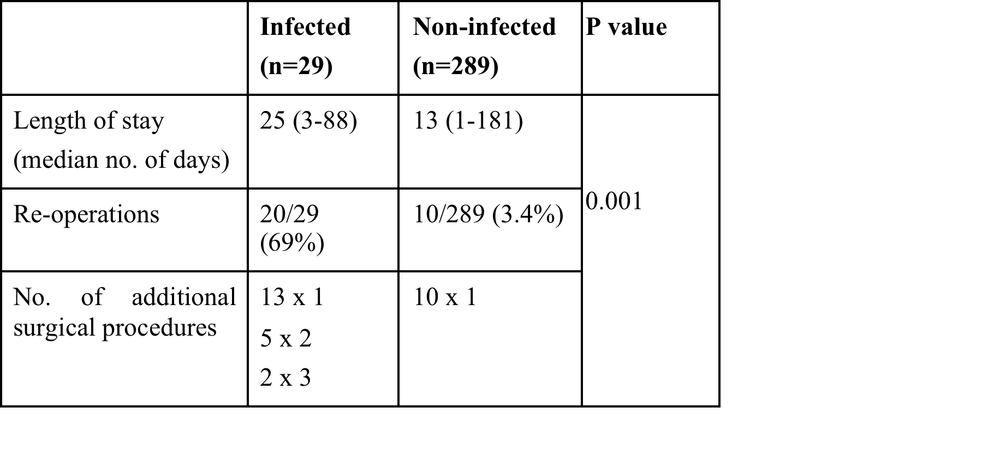 Infected
(n=29)
Non-infected
(n=289)
P value
Length of stay
(median no. of days)
25 (3-88)
13 (1-181)
0.001
Re-operations
20/29
(69%)
10/289 (3.4%)
No. of additional
surgical procedures
13 x 1
5 x 2
2 x 3
10 x 1